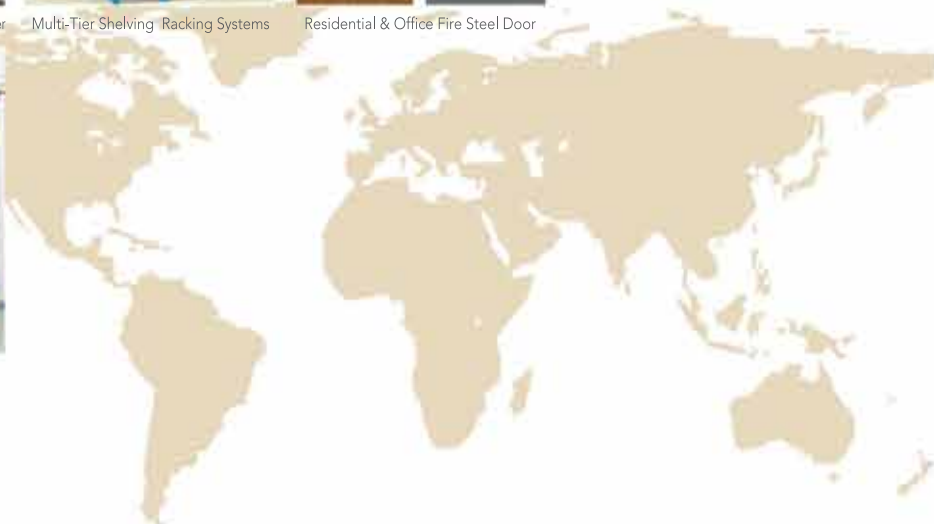 Multi-Tier Shelving Racking Systems
Residential & Office Fire Steel Door